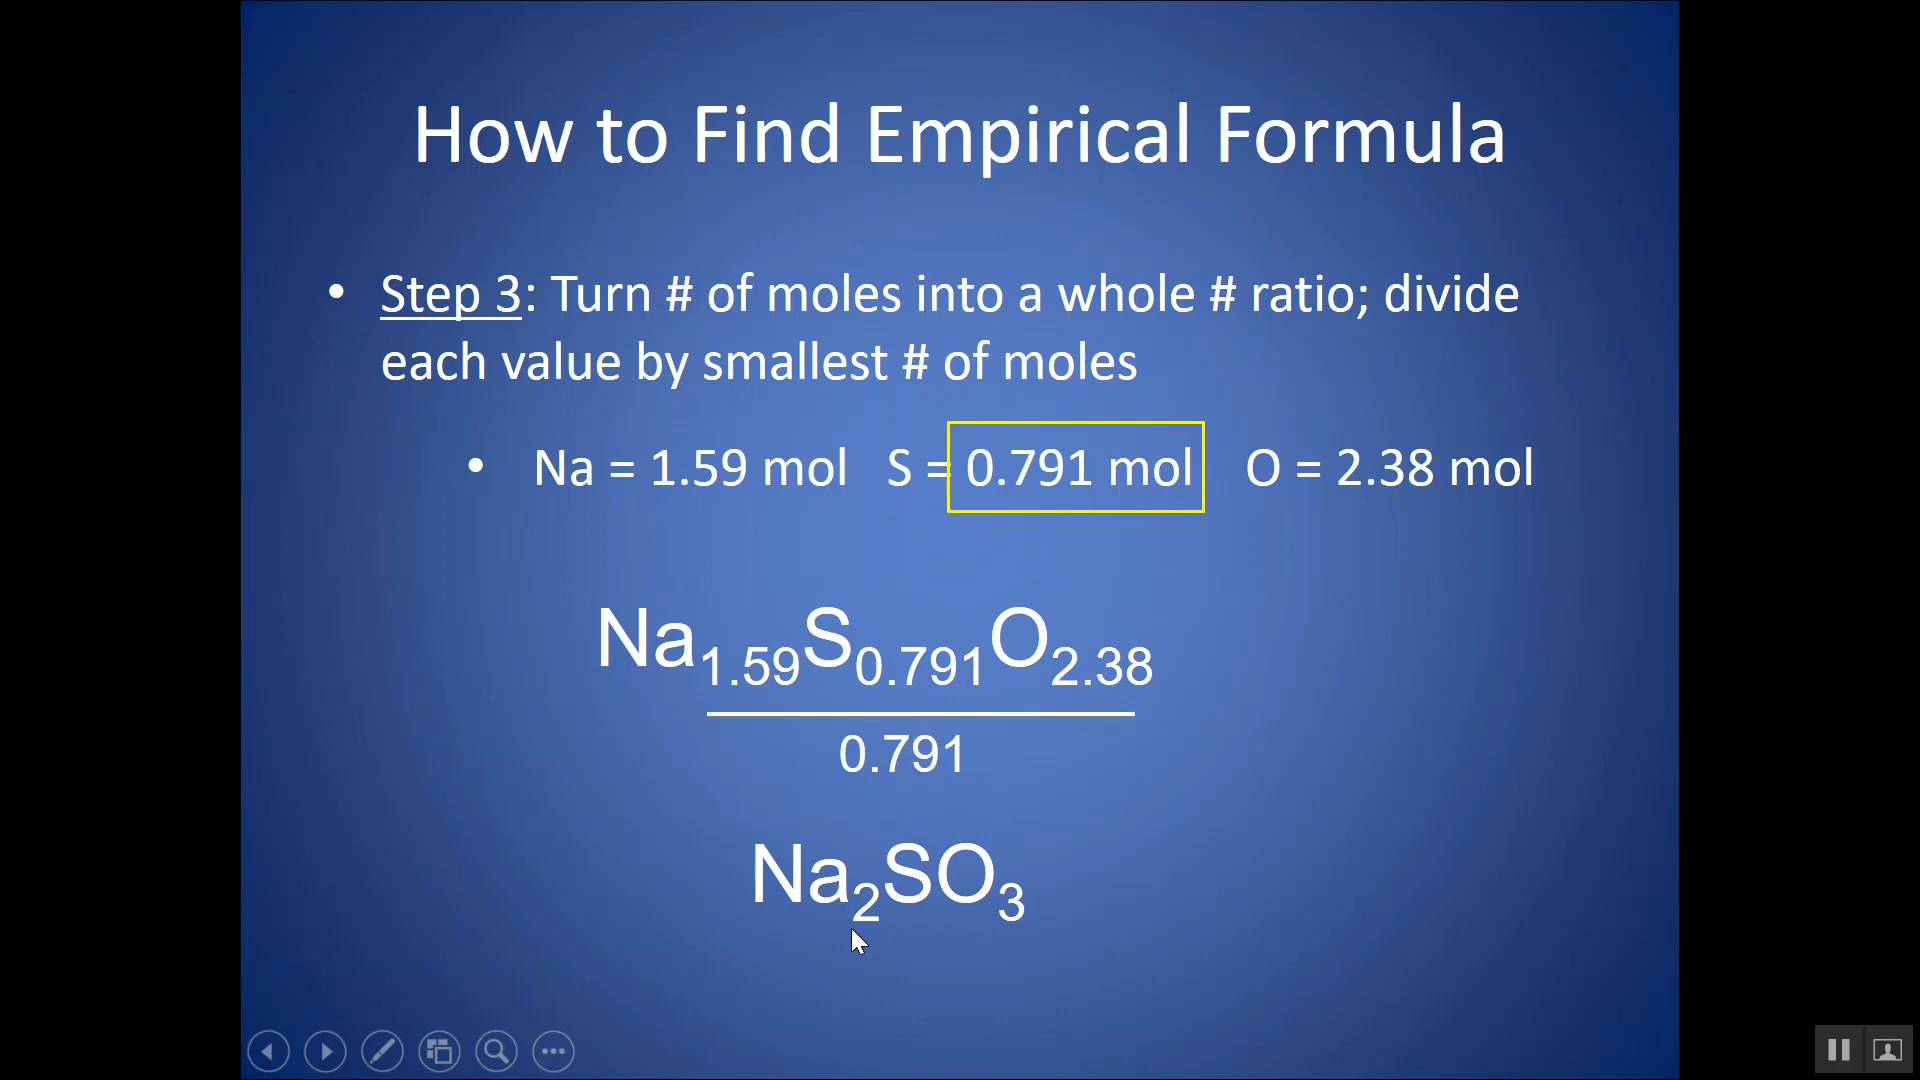 How to Find Empirical Formula
• Step 3: Turn # of moles into a whole # ratio; divide
each value by smallest # of moles
• Na = 1.59 mol S = 0.791 mol O = 2.38 mol
Na₁.₅₉S₀.₇₉₁O₂.₃₈
0.791
Na₂SO₃